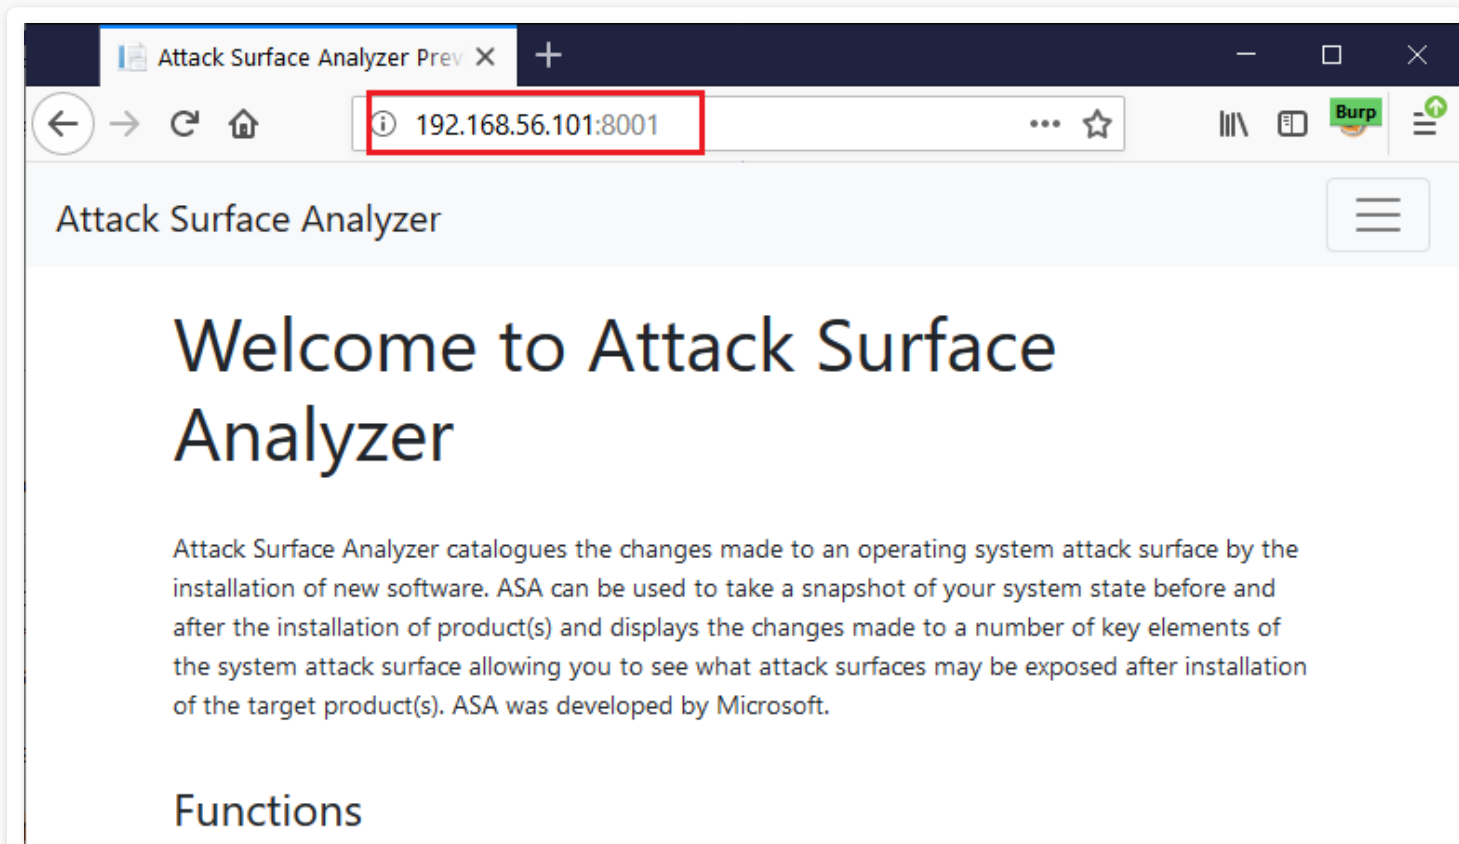 Attack Surface Analyzer Prev
192.168.56.101:8001
Burp
Attack Surface Analyzer
Welcome to Attack Surface
Analyzer
Attack Surface Analyzer catalogues the changes made to an operating system attack surface by the
installation of new software. ASA can be used to take a snapshot of your system state before and
after the installation of product(s) and displays the changes made to a number of key elements of
the system attack surface allowing you to see what attack surfaces may be exposed after installation
of the target product(s). ASA was developed by Microsoft.
Functions